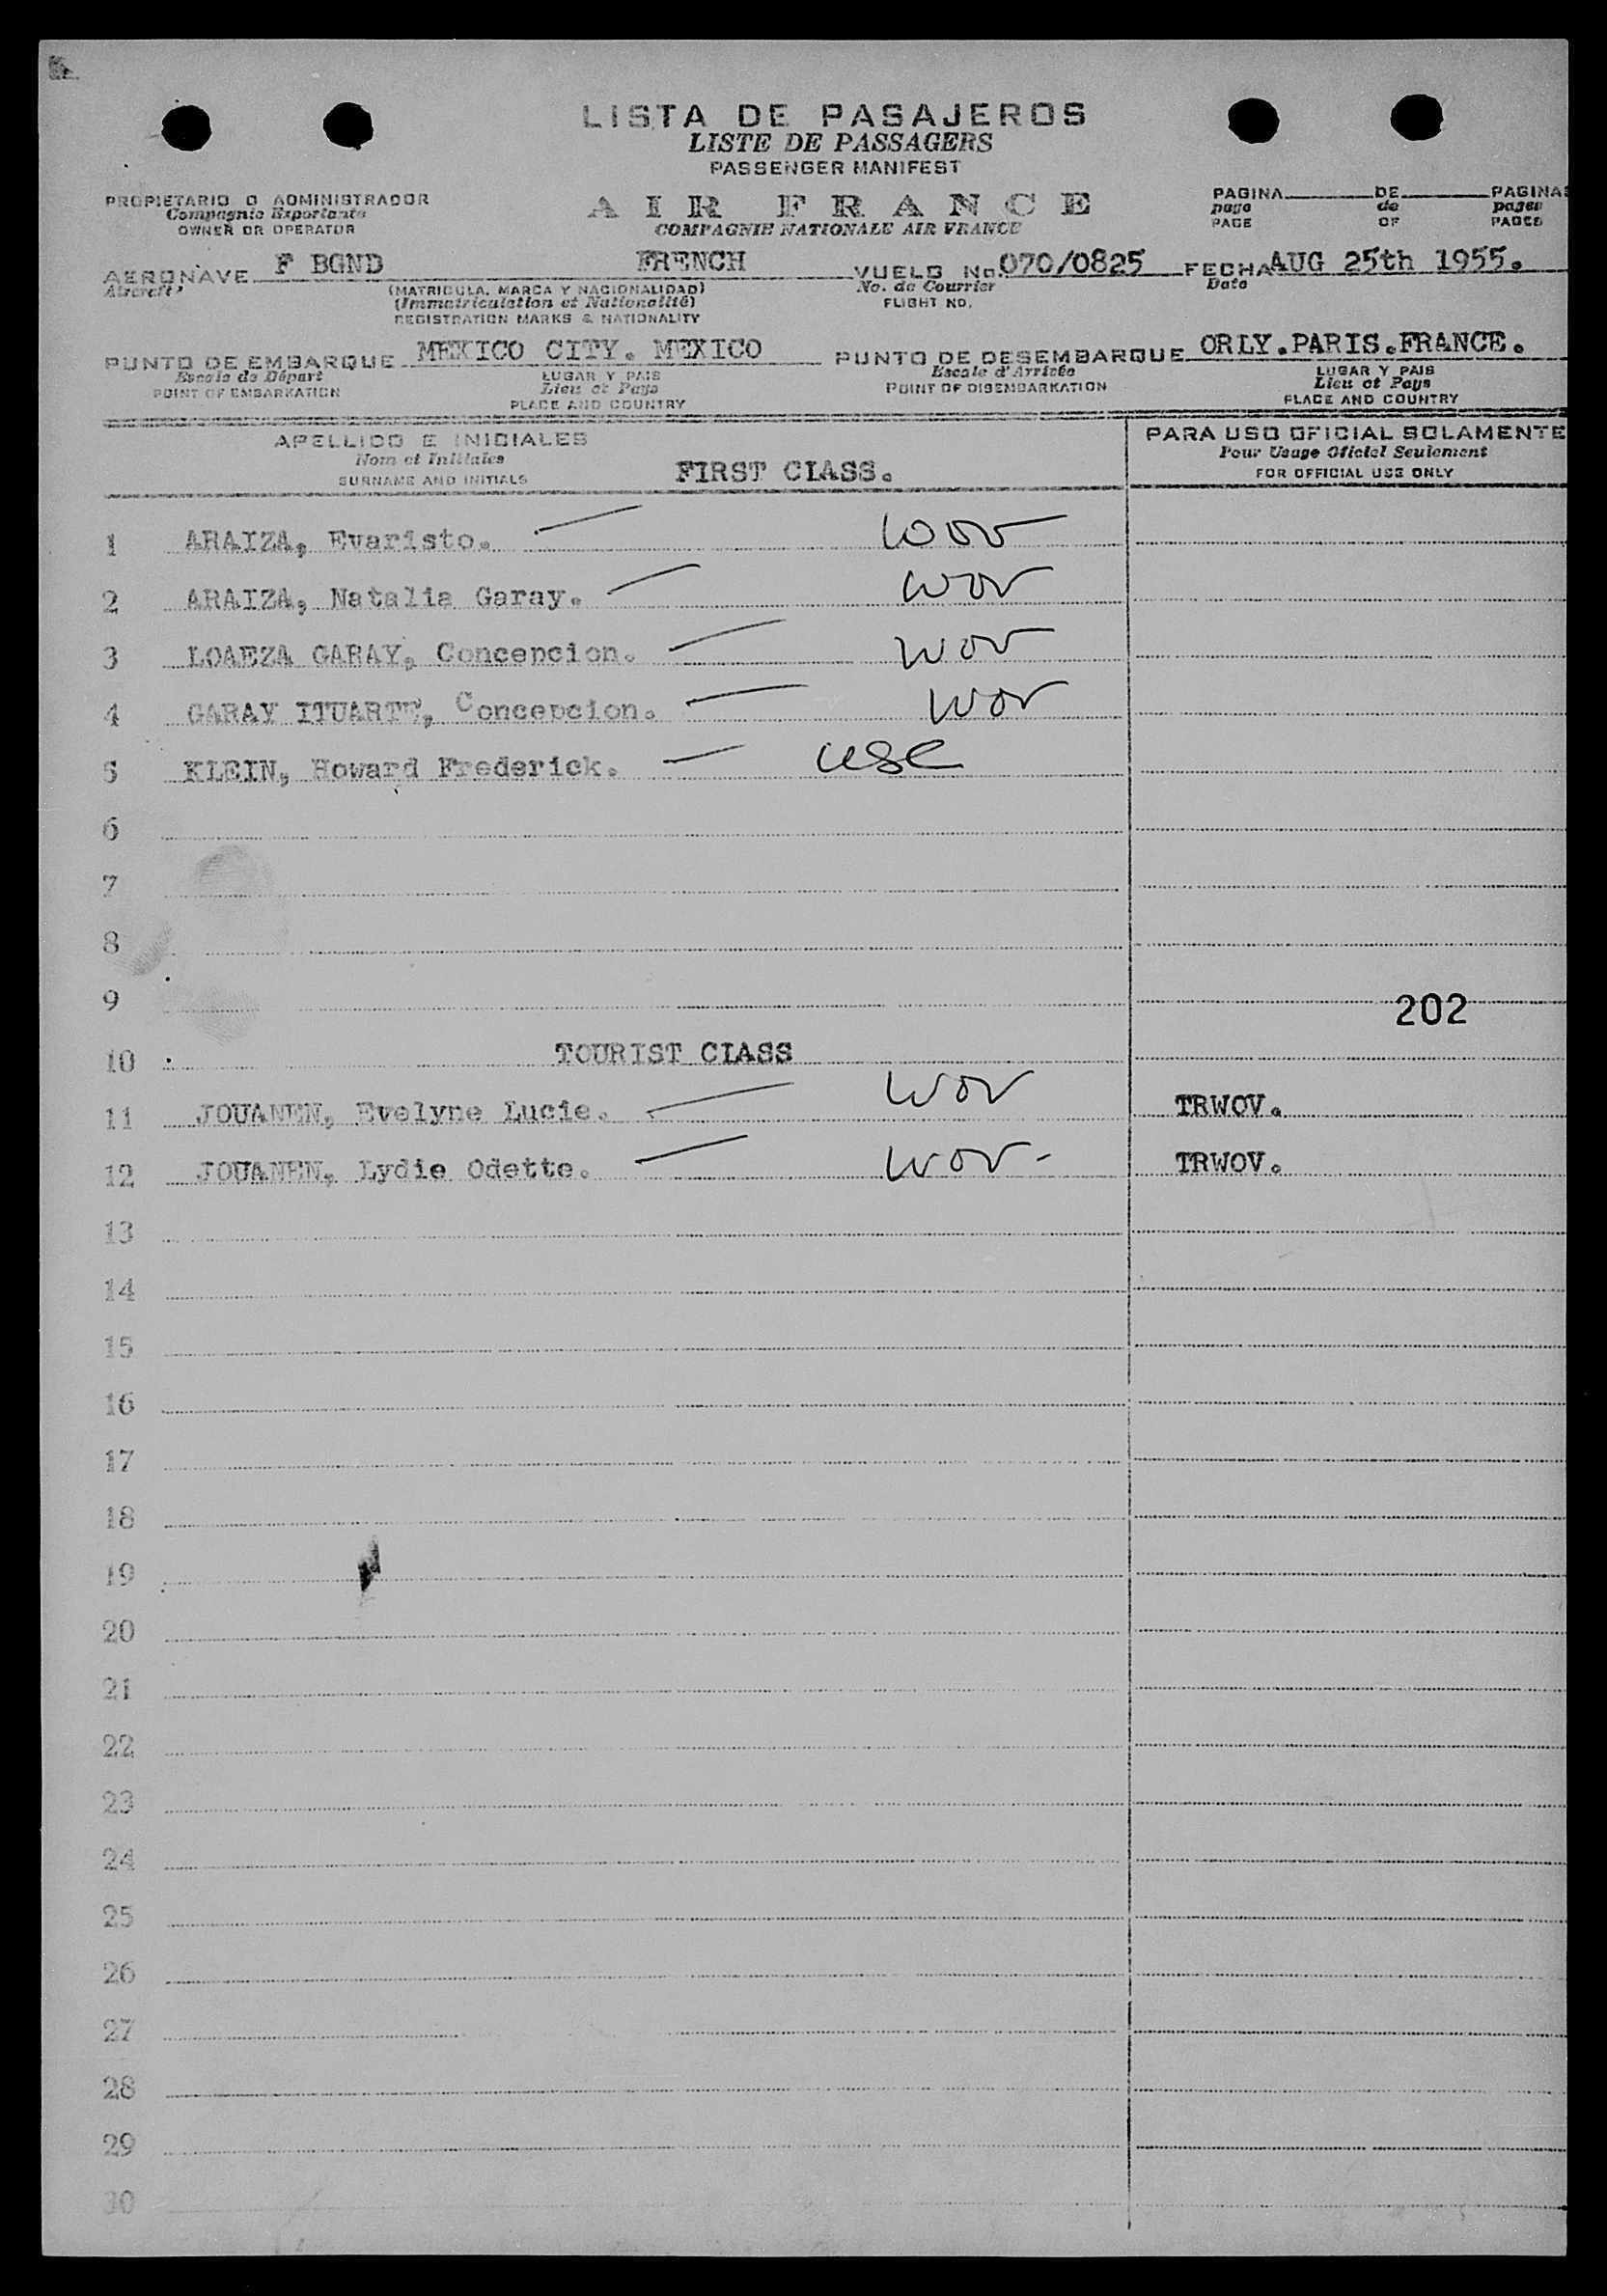 LISTA DE PASAJEROS
LISTE DE PASSAGERS
PASSENGER MANIFEST
PROPIETARIO O ADMINISTRADOR
Compagnie Exportante
OWNER OR OPERATOR
AIR FRANCE
COMPAGNIE NATIONALE AIR FRANCE
PAGINA DE PAGINAS
page de pages
PAGE OF PAGES
AERONAVE F BGND FRENCH VUELO No. 070/0825 FECHA AUG 25th 1955.
Aircraft (MATRICULA, MARCA Y NACIONALIDAD) No. de Courrier Date
(Immatriculation et Nationalité) FLIGHT NO.
REGISTRATION MARKS & NATIONALITY
PUNTO DE EMBARQUE MEXICO CITY. MEXICO PUNTO DE DESEMBARQUE ORLY.PARIS.FRANCE.
Escale de Départ LUGAR Y PAIS Escale d'Arrivée LUGAR Y PAIS
POINT OF EMBARKATION Lieu et Pays POINT OF DISEMBARKATION Lieu et Pays
PLACE AND COUNTRY PLACE AND COUNTRY
APELLIDO E INICIALES PARA USO OFICIAL SOLAMENTE
Nom et Initiales Pour Usage Oficiel Seulement
SURNAME AND INITIALS FIRST CLASS. FOR OFFICIAL USE ONLY
1 ARAIZA, Evaristo. wov
2 ARAIZA, Natalia Garay. wov
3 LOAEZA GARAY, Concepcion. wov
4 GARAY ITUARTE, Concepcion. wov
5 KLEIN, Howard Frederick. usc
6
7
8
9 202
10 TOURIST CLASS
11 JOUANEN, Evelyne Lucie. wov TRWOV.
12 JOUANEN, Lydie Odette. wov- TRWOV.
13
14
15
16
17
18
19
20
21
22
23
24
25
26
27
28
29
30